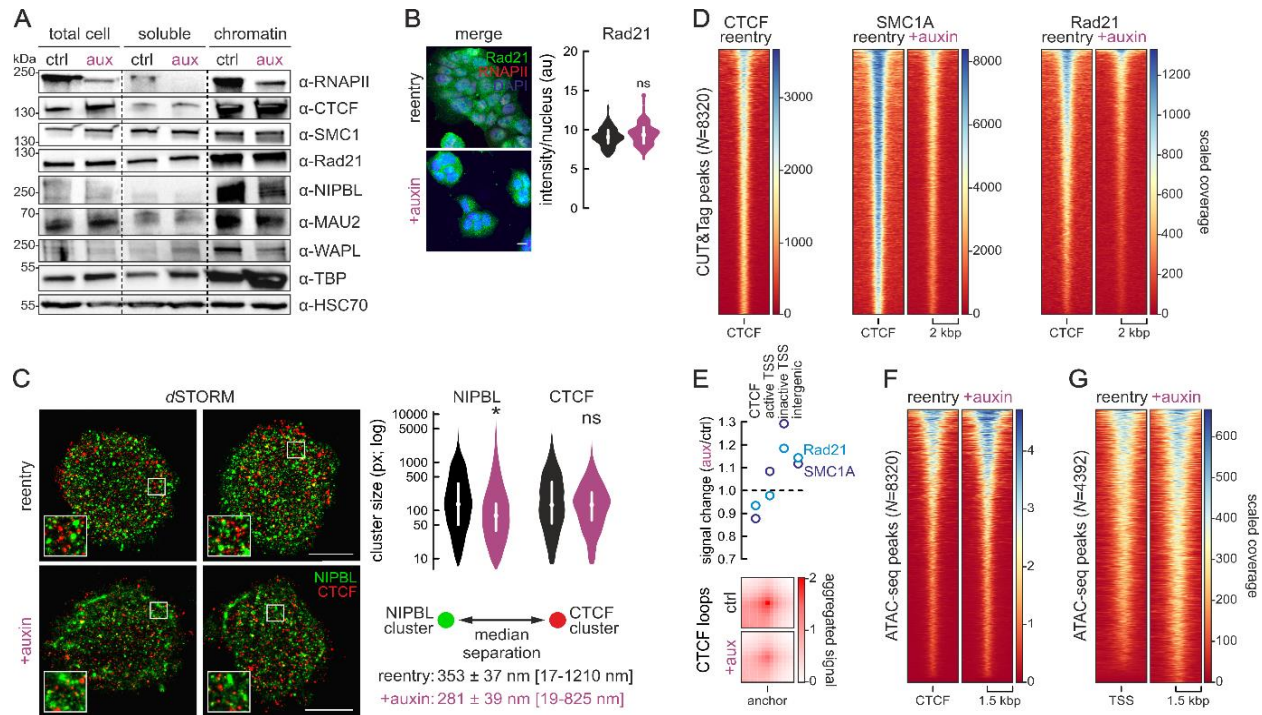 A
total cell soluble chromatin
kDa ctrl aux ctrl aux ctrl aux
250 α-RNAPII
130 α-CTCF
130 α-SMC1
130 α-Rad21
250 α-NIPBL
70 α-MAU2
250 α-WAPL
55 α-TBP
55 α-HSC70
B
merge
Rad21
RNAPII
DAPI
reentry
+auxin
Rad21
intensity/nucleus (au)
20
15
10
5
0
ns
C
dSTORM
reentry
+auxin
NIPBL
CTCF
NIPBL CTCF
cluster size (px; log)
10000
5000
1000
500
100
50
10
*
ns
NIPBL cluster
CTCF cluster
median separation
reentry: 353 ± 37 nm [17-1210 nm]
+auxin: 281 ± 39 nm [19-825 nm]
D
CTCF SMC1A Rad21
reentry reentry +auxin reentry +auxin
CUT&Tag peaks (N=8320)
3000
2000
1000
0
8000
6000
4000
2000
0
1200
1000
800
600
400
200
0
scaled coverage
CTCF CTCF 2 kbp CTCF 2 kbp
E
CTCF
active TSS
inactive TSS
intergenic
signal change (aux/ctrl)
1.3
1.2
1.1
1.0
0.9
0.8
0.7
Rad21
SMC1A
CTCF loops
ctrl
+aux
2
1
0
aggregated signal
anchor
F
reentry +auxin
ATAC-seq peaks (N=8320)
4
3
2
1
0
CTCF 1.5 kbp
G
reentry +auxin
ATAC-seq peaks (N=4392)
600
500
400
300
200
100
0
scaled coverage
TSS 1.5 kbp